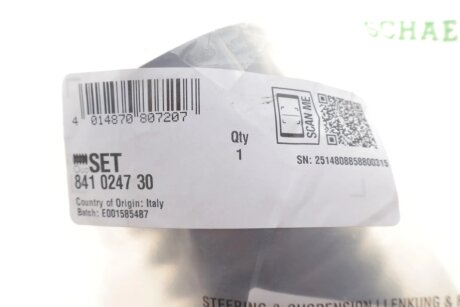 SCHAE
4 014870 807207
Qty
1
SCAN ME
SN: 2514808858800315
SET
841 0247 30
Country of Origin: Italy
Batch: E001585487
STEERING & SUSPENSION | LENKUNG &